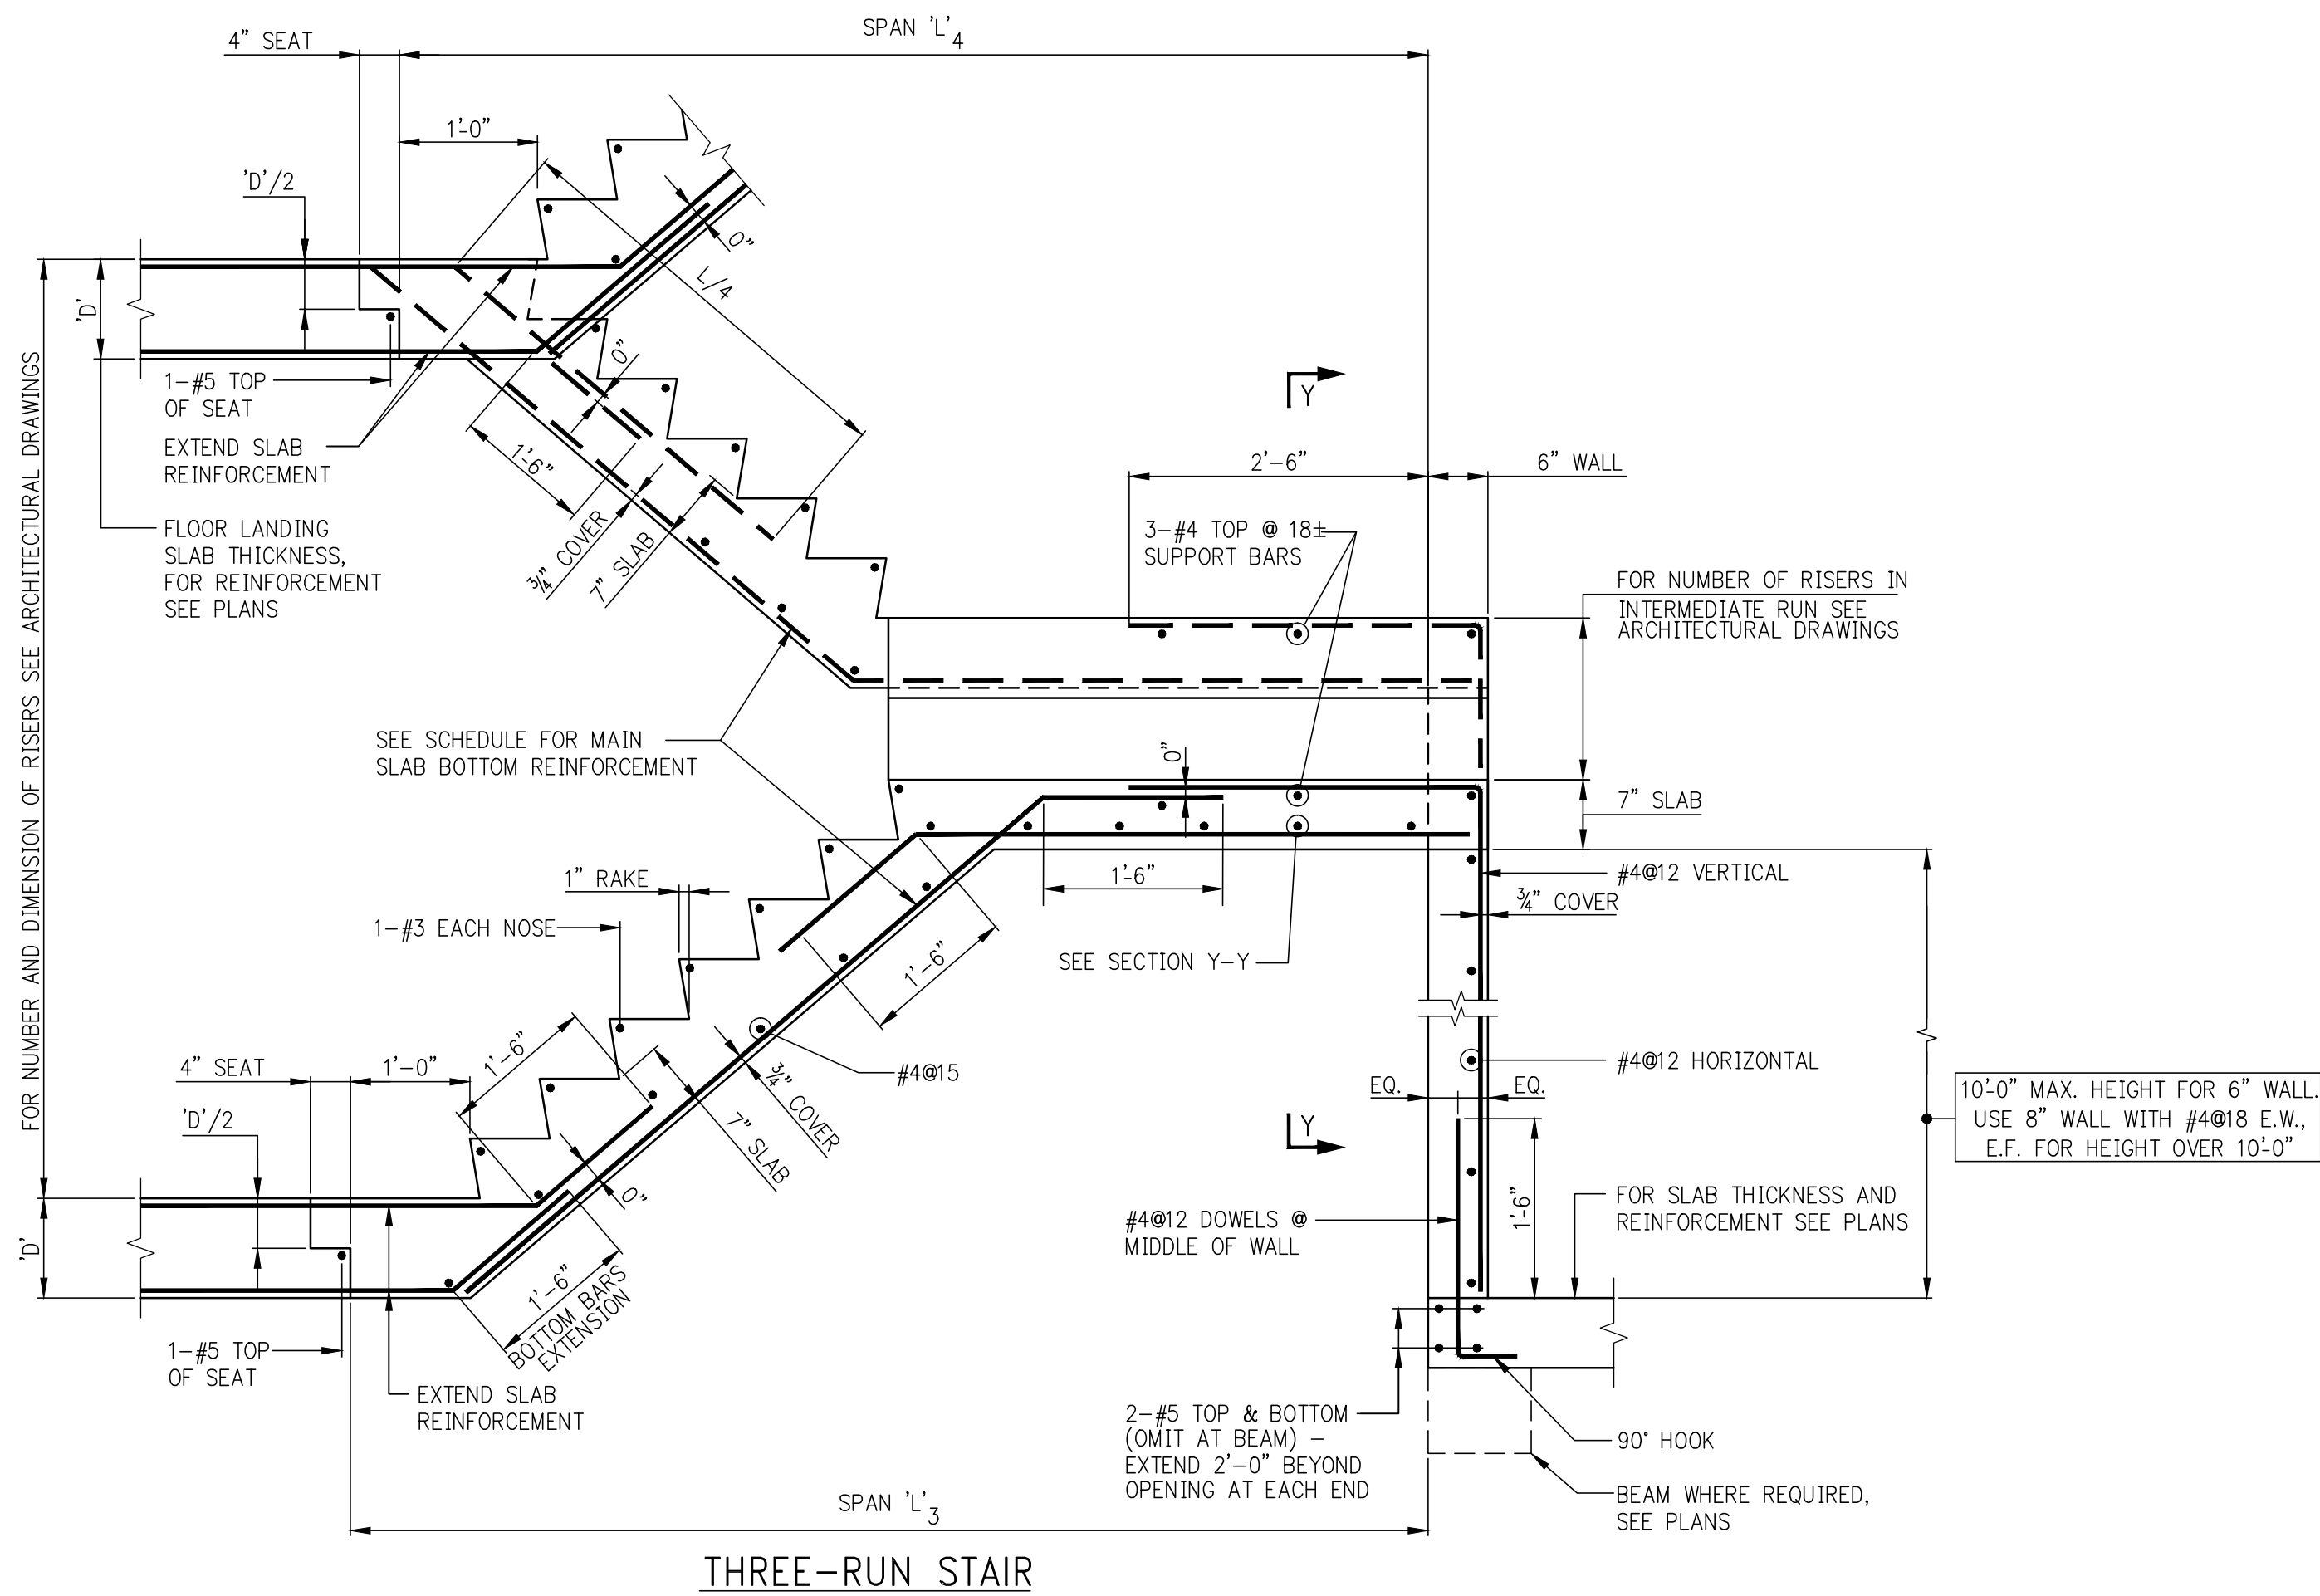 SPAN 'L'4
4" SEAT
1'-0"
'D'/2
0"
L/4
'D'
0"
1-#5 TOP
OF SEAT
EXTEND SLAB
REINFORCEMENT
1'-6"
Y
2'-6"
6" WALL
FLOOR LANDING
SLAB THICKNESS,
FOR REINFORCEMENT
SEE PLANS
3/4" COVER
7" SLAB
3-#4 TOP @ 18±
SUPPORT BARS
FOR NUMBER OF RISERS IN
INTERMEDIATE RUN SEE
ARCHITECTURAL DRAWINGS
FOR NUMBER AND DIMENSION OF RISERS SEE ARCHITECTURAL DRAWINGS
SEE SCHEDULE FOR MAIN
SLAB BOTTOM REINFORCEMENT
0"
7" SLAB
1" RAKE
1'-6"
#4@12 VERTICAL
3/4" COVER
1-#3 EACH NOSE
1'-6"
SEE SECTION Y-Y
1'-6"
4" SEAT
1'-0"
#4@15
3/4" COVER
7" SLAB
#4@12 HORIZONTAL
EQ.
EQ.
10'-0" MAX. HEIGHT FOR 6" WALL.
USE 8" WALL WITH #4@18 E.W.,
E.F. FOR HEIGHT OVER 10'-0"
'D'/2
Y
0"
1'-6"
FOR SLAB THICKNESS AND
REINFORCEMENT SEE PLANS
#4@12 DOWELS @
MIDDLE OF WALL
'D'
1'-6"
BOTTOM BARS
EXTENSION
1-#5 TOP
OF SEAT
EXTEND SLAB
REINFORCEMENT
2-#5 TOP & BOTTOM
(OMIT AT BEAM) -
EXTEND 2'-0" BEYOND
OPENING AT EACH END
90° HOOK
BEAM WHERE REQUIRED,
SEE PLANS
SPAN 'L'3
THREE-RUN STAIR